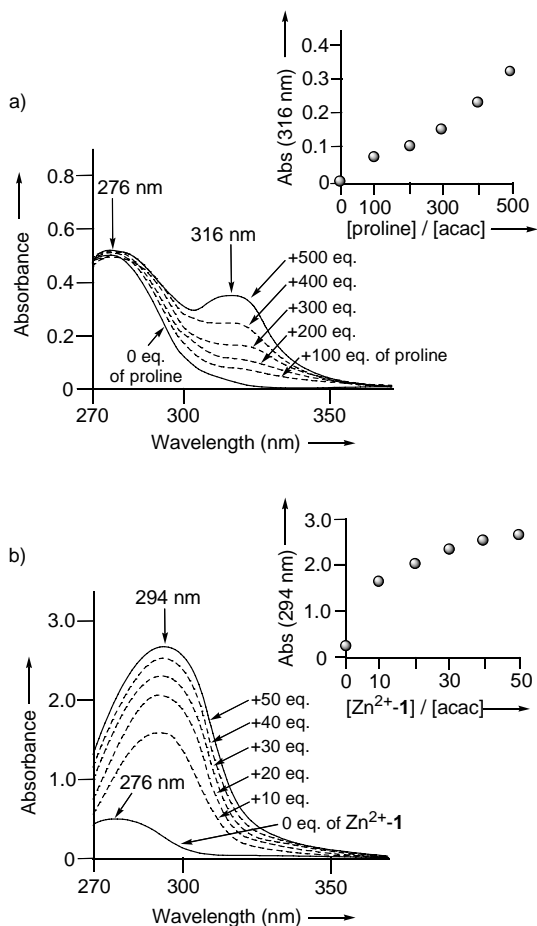 a)
Abs (316 nm)
0.4
0.3
0.2
0.1
0
0 100 300 500
[proline] / [acac]
Absorbance
0.8
0.6
0.4
0.2
0
276 nm
316 nm
+500 eq.
+400 eq.
+300 eq.
+200 eq.
+100 eq. of proline
0 eq.
of proline
270 300 350
Wavelength (nm)
b)
Abs (294 nm)
3.0
2.0
1.0
0
0 10 30 50
[Zn²⁺-1] / [acac]
Absorbance
3.0
2.0
1.0
0
294 nm
276 nm
+50 eq.
+40 eq.
+30 eq.
+20 eq.
+10 eq.
0 eq. of Zn²⁺-1
270 300 350
Wavelength (nm)